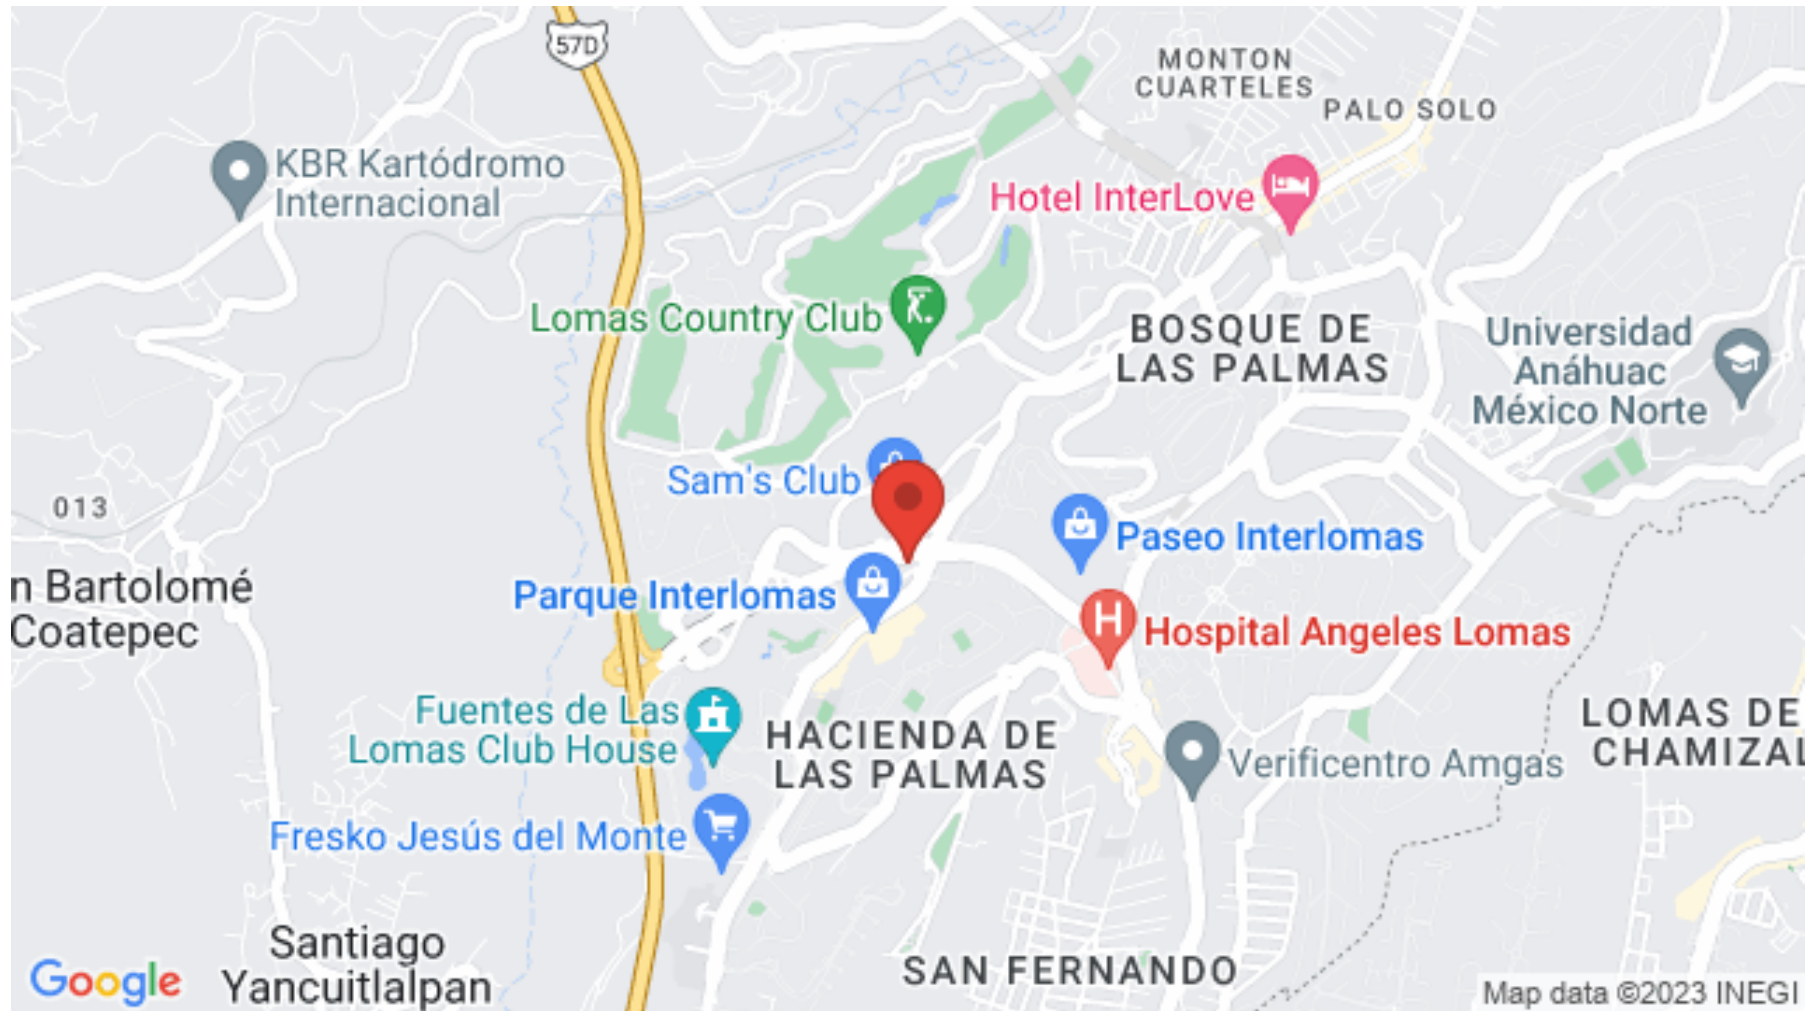 57D
MONTON
CUARTELES
PALO SOLO
KBR Kartódromo
Internacional
Hotel InterLove
Lomas Country Club
BOSQUE DE
LAS PALMAS
Universidad
Anáhuac
México Norte
Sam's Club
013
Paseo Interlomas
n Bartolomé
Coatepec
Parque Interlomas
Hospital Angeles Lomas
Fuentes de Las
Lomas Club House
HACIENDA DE
LAS PALMAS
LOMAS DE
CHAMIZAL
Verificentro Amgas
Fresko Jesús del Monte
Santiago
Yancuitlalpan
SAN FERNANDO
Google
Map data ©2023 INEGI